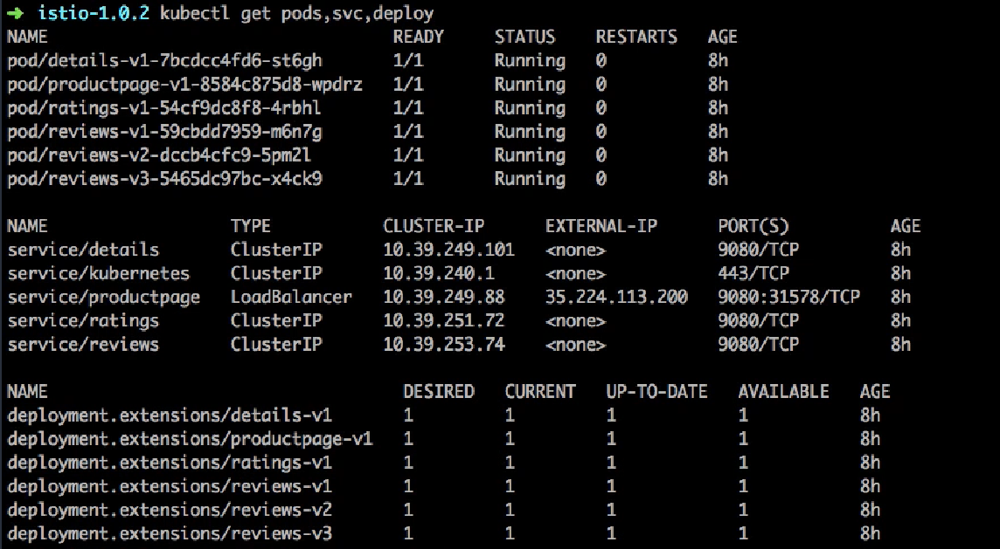 ➜ istio-1.0.2 kubectl get pods,svc,deploy
NAME READY STATUS RESTARTS AGE
pod/details-v1-7bcdcc4fd6-st6gh 1/1 Running 0 8h
pod/productpage-v1-8584c875d8-wpdrz 1/1 Running 0 8h
pod/ratings-v1-54cf9dc8f8-4rbhl 1/1 Running 0 8h
pod/reviews-v1-59cbdd7959-m6n7g 1/1 Running 0 8h
pod/reviews-v2-dccb4cfc9-5pm2l 1/1 Running 0 8h
pod/reviews-v3-5465dc97bc-x4ck9 1/1 Running 0 8h
NAME TYPE CLUSTER-IP EXTERNAL-IP PORT(S) AGE
service/details ClusterIP 10.39.249.101 <none> 9080/TCP 8h
service/kubernetes ClusterIP 10.39.240.1 <none> 443/TCP 8h
service/productpage LoadBalancer 10.39.249.88 35.224.113.200 9080:31578/TCP 8h
service/ratings ClusterIP 10.39.251.72 <none> 9080/TCP 8h
service/reviews ClusterIP 10.39.253.74 <none> 9080/TCP 8h
NAME DESIRED CURRENT UP-TO-DATE AVAILABLE AGE
deployment.extensions/details-v1 1 1 1 1 8h
deployment.extensions/productpage-v1 1 1 1 1 8h
deployment.extensions/ratings-v1 1 1 1 1 8h
deployment.extensions/reviews-v1 1 1 1 1 8h
deployment.extensions/reviews-v2 1 1 1 1 8h
deployment.extensions/reviews-v3 1 1 1 1 8h